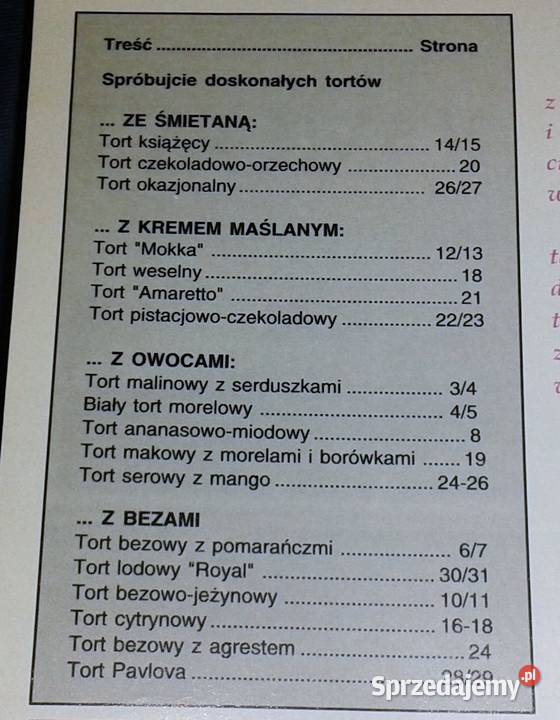 Treść ............................................ Strona
Spróbujcie doskonałych tortów
... ZE ŚMIETANĄ:
Tort książęcy ..................................... 14/15
Tort czekoladowo-orzechowy .................. 20
Tort okazjonalny ................................ 26/27
... Z KREMEM MAŚLANYM:
Tort "Mokka" ...................................... 12/13
Tort weselny ........................................... 18
Tort "Amaretto" ...................................... 21
Tort pistacjowo-czekoladowy ............... 22/23
... Z OWOCAMI:
Tort malinowy z serduszkami ................ 3/4
Biały tort morelowy .............................. 4/5
Tort ananasowo-miodowy ......................... 8
Tort makowy z morelami i borówkami ....... 19
Tort serowy z mango .......................... 24-26
... Z BEZAMI
Tort bezowy z pomarańczmi .................. 6/7
Tort lodowy "Royal" ............................ 30/31
Tort bezowo-jeżynowy ......................... 10/11
Tort cytrynowy ..................................... 16-18
Tort bezowy z agrestem .......................... 24
Tort Pavlova ........................................ 28/29
Sprzedajemy.pl
z
i